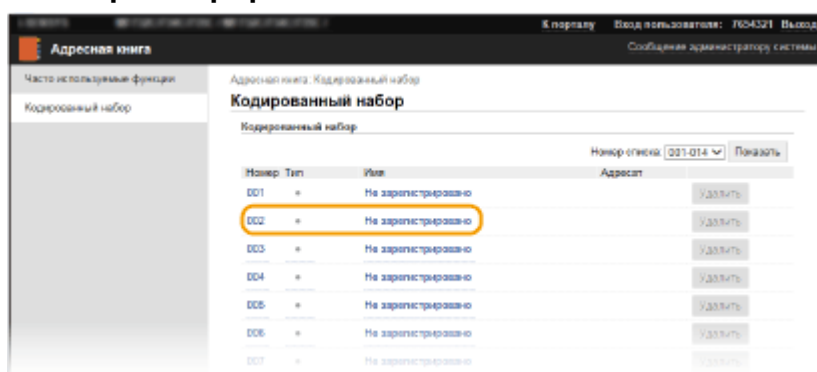 К порталу Вход пользователя: 7654321 Выход
Адресная книга
Сообщение администратору системы
Часто используемые функции
Кодированный набор
Адресная книга: Кодированный набор
Кодированный набор
Кодированный набор
Номер списка: 001-014 Показать
Номер Тип Имя Адресат
001 Не зарегистрировано Удалить
002 Не зарегистрировано Удалить
003 Не зарегистрировано Удалить
004 Не зарегистрировано Удалить
005 Не зарегистрировано Удалить
006 Не зарегистрировано Удалить
007 Не зарегистрировано Удалить